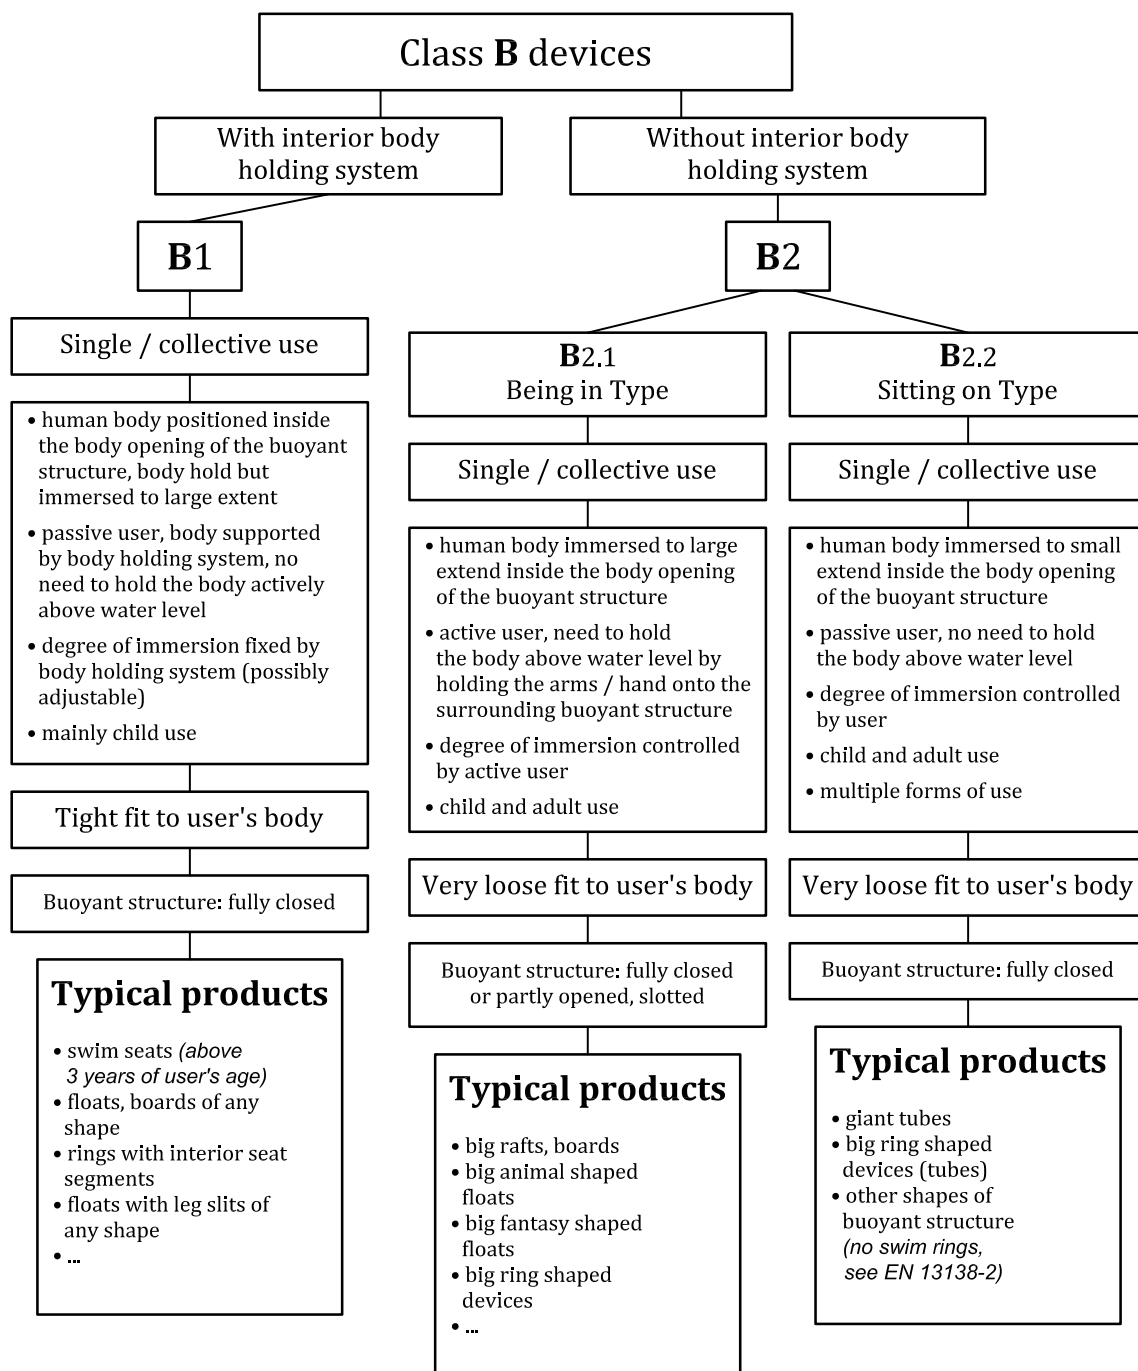 Class B devices
With interior body
holding system
Without interior body
holding system
B1
B2
Single / collective use
• human body positioned inside
the body opening of the buoyant
structure, body hold but
immersed to large extent
• passive user, body supported
by body holding system, no
need to hold the body actively
above water level
• degree of immersion fixed by
body holding system (possibly
adjustable)
• mainly child use
Tight fit to user's body
Buoyant structure: fully closed
Typical products
• swim seats (above
3 years of user's age)
• floats, boards of any
shape
• rings with interior seat
segments
• floats with leg slits of
any shape
• ...
B2.1
Being in Type
Single / collective use
• human body immersed to large
extend inside the body opening
of the buoyant structure
• active user, need to hold
the body above water level by
holding the arms / hand onto the
surrounding buoyant structure
• degree of immersion controlled
by active user
• child and adult use
Very loose fit to user's body
Buoyant structure: fully closed
or partly opened, slotted
Typical products
• big rafts, boards
• big animal shaped
floats
• big fantasy shaped
floats
• big ring shaped
devices
• ...
B2.2
Sitting on Type
Single / collective use
• human body immersed to small
extend inside the body opening
of the buoyant structure
• passive user, no need to hold
the body above water level
• degree of immersion controlled
by user
• child and adult use
• multiple forms of use
Very loose fit to user's body
Buoyant structure: fully closed
Typical products
• giant tubes
• big ring shaped
devices (tubes)
• other shapes of
buoyant structure
(no swim rings,
see EN 13138-2)